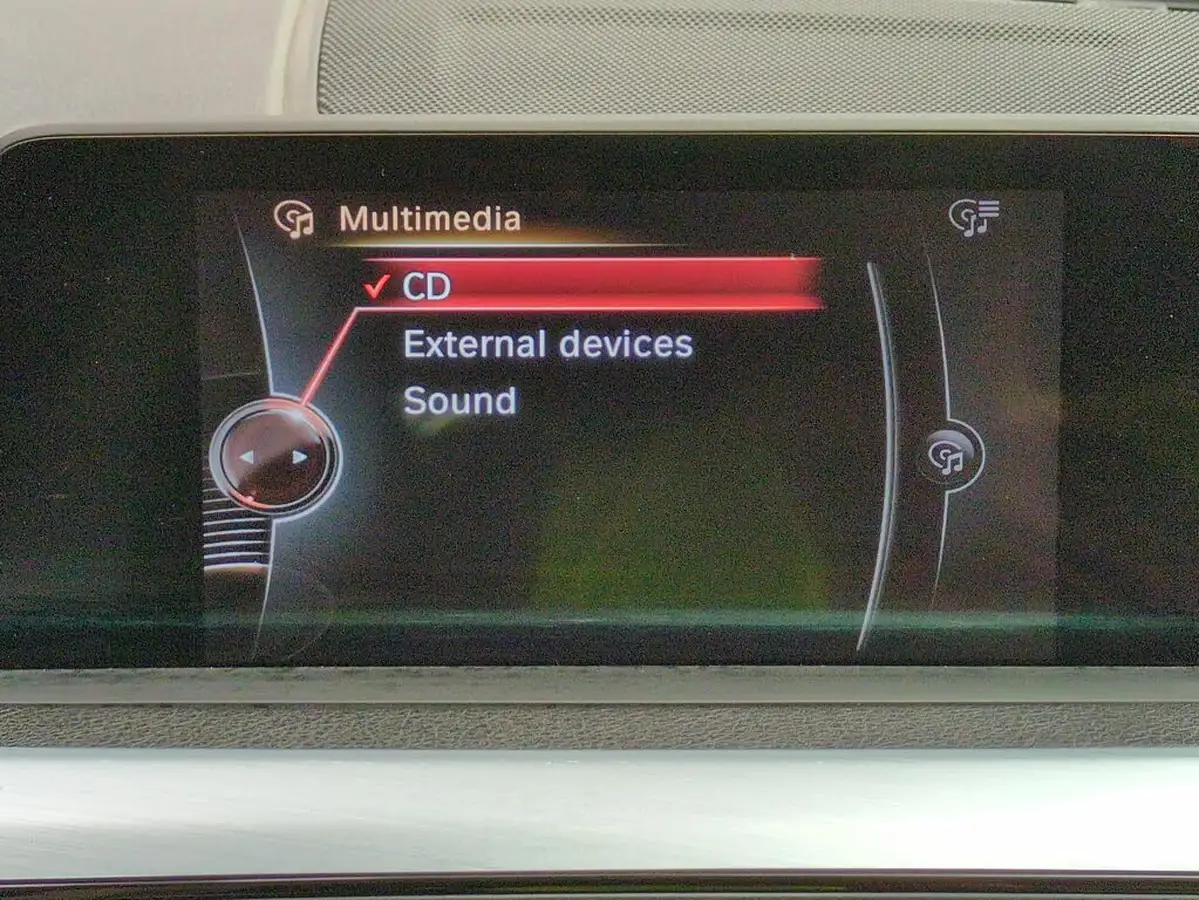 Multimedia
CD
External devices
Sound